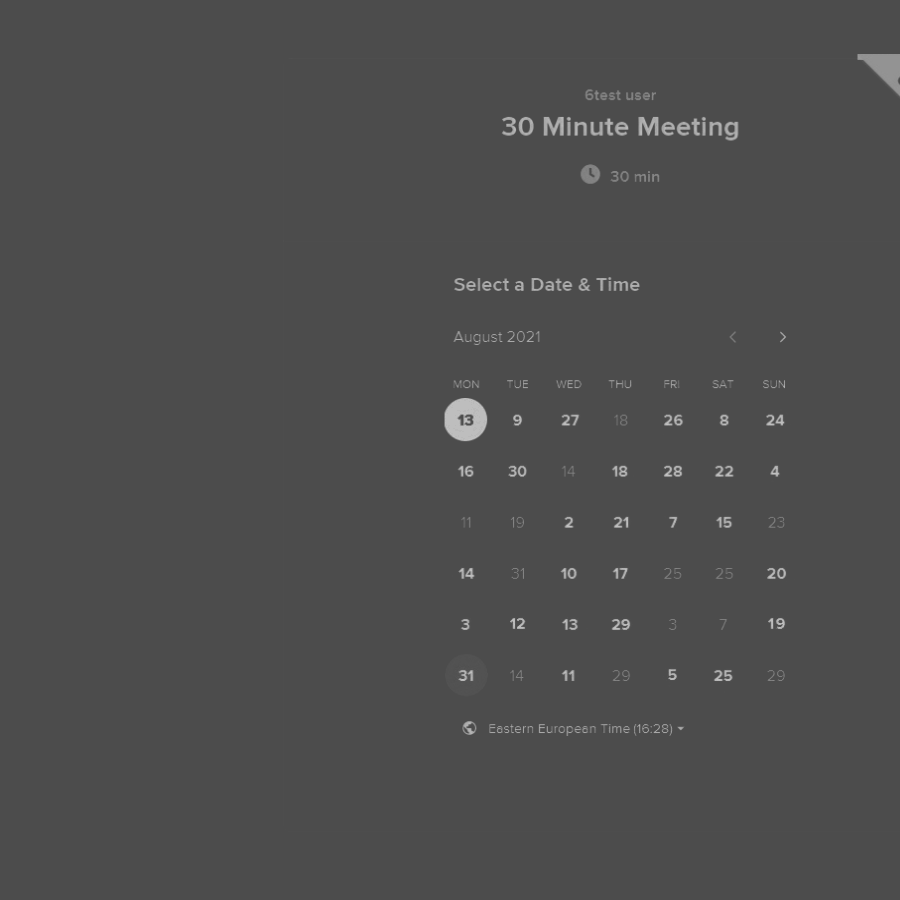 6test user
30 Minute Meeting
30 min
Select a Date & Time
August 2021
MON TUE WED THU FRI SAT SUN
13 9 27 18 26 8 24
16 30 14 18 28 22 4
11 19 2 21 7 15 23
14 31 10 17 25 25 20
3 12 13 29 3 7 19
31 14 11 29 5 25 29
Eastern European Time (16:28)